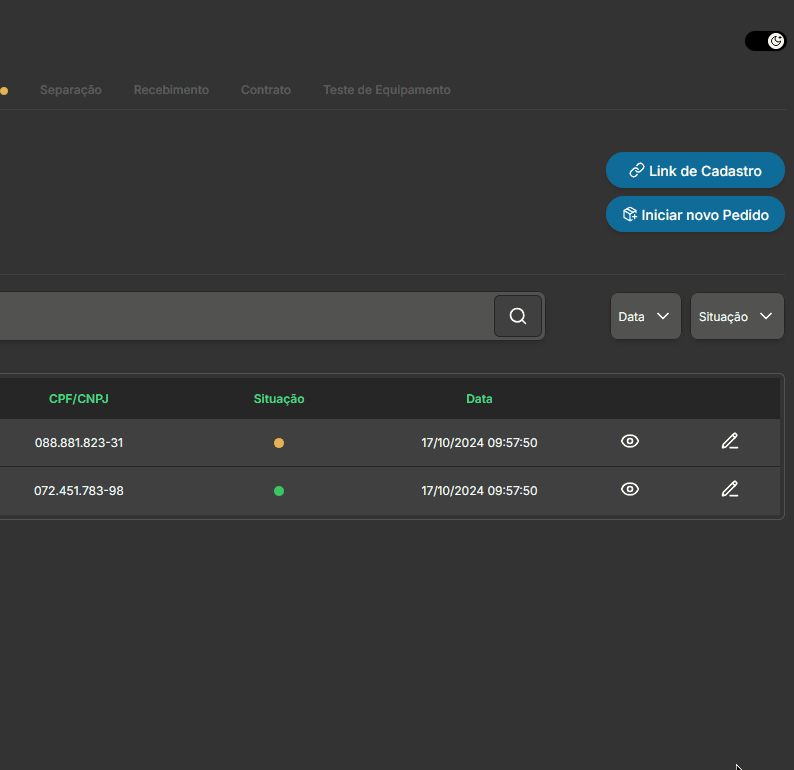 Separação Recebimento Contrato Teste de Equipamento
Link de Cadastro
Iniciar novo Pedido
Data Situação
CPF/CNPJ Situação Data
088.881.823-31 17/10/2024 09:57:50
072.451.783-98 17/10/2024 09:57:50